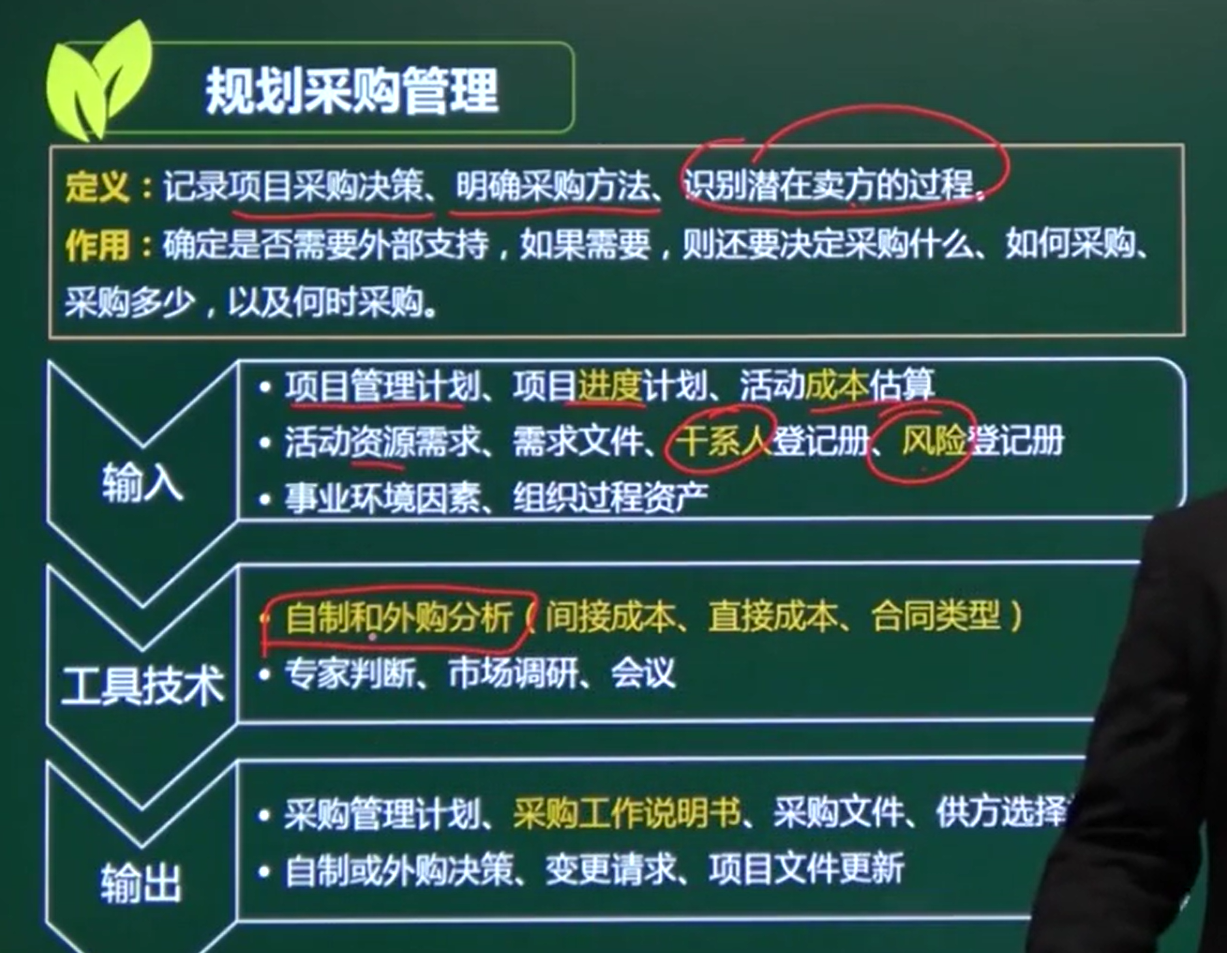 规划采购管理
定义：记录项目采购决策、明确采购方法、识别潜在卖方的过程。
作用：确定是否需要外部支持，如果需要，则还要决定采购什么、如何采购、
采购多少，以及何时采购。
输入
• 项目管理计划、项目进度计划、活动成本估算
• 活动资源需求、需求文件、干系人登记册、风险登记册
• 事业环境因素、组织过程资产
工具技术
• 自制和外购分析（间接成本、直接成本、合同类型）
• 专家判断、市场调研、会议
输出
• 采购管理计划、采购工作说明书、采购文件、供方选择
• 自制或外购决策、变更请求、项目文件更新